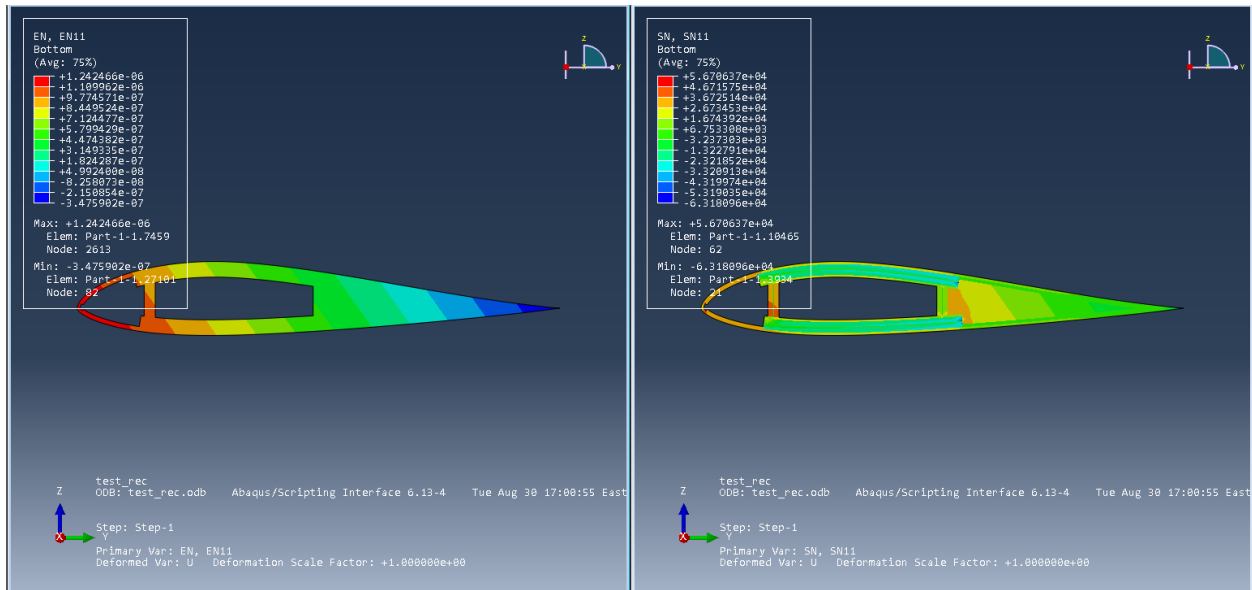 EN, EN11
Bottom
(Avg: 75%)
+1.242466e-06
+1.109962e-06
+9.774571e-07
+8.449524e-07
+7.124477e-07
+5.799429e-07
+4.474382e-07
+3.149335e-07
+1.824287e-07
+4.992400e-08
-8.258073e-08
-2.150854e-07
-3.475902e-07
Max: +1.242466e-06
Elem: Part-1-1.7459
Node: 2613
Min: -3.475902e-07
Elem: Part-1-1.27101
Node: 82
Z
Y
test_rec
ODB: test_rec.odb Abaqus/Scripting Interface 6.13-4 Tue Aug 30 17:00:55 East
Z
Y
X
Step: Step-1
Primary Var: EN, EN11
Deformed Var: U Deformation Scale Factor: +1.000000e+00
SN, SN11
Bottom
(Avg: 75%)
+5.670637e+04
+4.671575e+04
+3.672514e+04
+2.673453e+04
+1.674392e+04
+6.753308e+03
-3.237303e+03
-1.322791e+04
-2.321852e+04
-3.320913e+04
-4.319974e+04
-5.319035e+04
-6.318096e+04
Max: +5.670637e+04
Elem: Part-1-1.10465
Node: 62
Min: -6.318096e+04
Elem: Part-1-1.3934
Node: 21
Z
Y
test_rec
ODB: test_rec.odb Abaqus/Scripting Interface 6.13-4 Tue Aug 30 17:00:55 East
Z
Y
X
Step: Step-1
Primary Var: SN, SN11
Deformed Var: U Deformation Scale Factor: +1.000000e+00